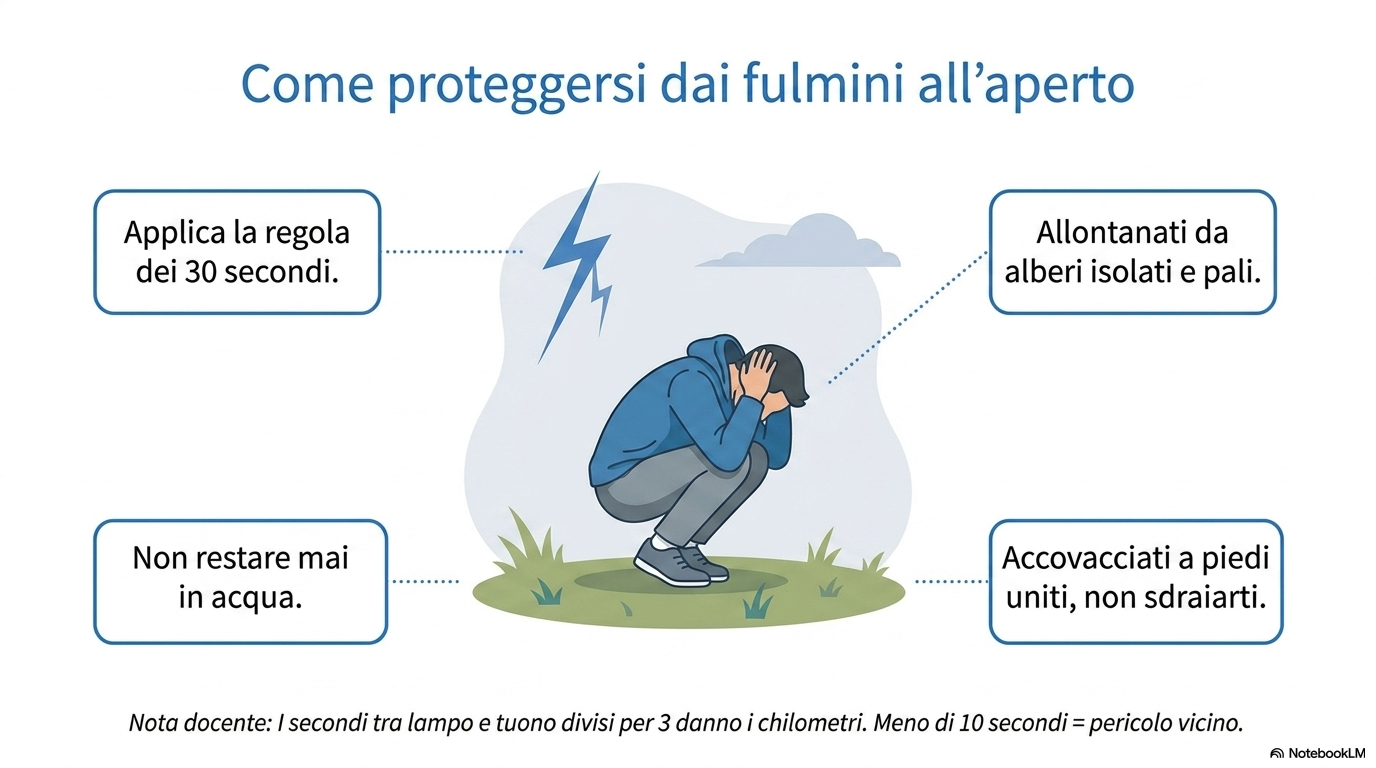 Come proteggersi dai fulmini all’aperto
Applica la regola
dei 30 secondi.
Allontanati da
alberi isolati e pali.
Non restare mai
in acqua.
Accovacciati a piedi
uniti, non sdraiarti.
Nota docente: I secondi tra lampo e tuono divisi per 3 danno i chilometri. Meno di 10 secondi = pericolo vicino.
NotebookLM